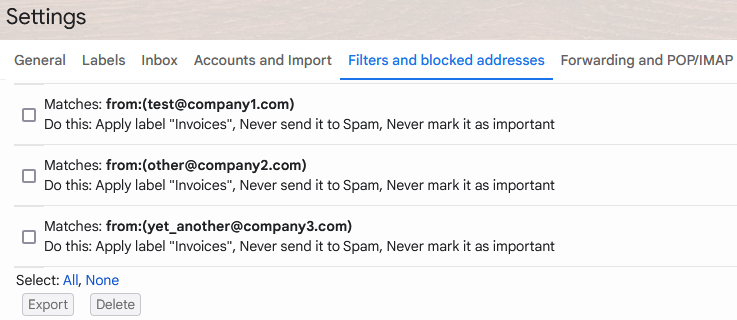 Settings
General Labels Inbox Accounts and Import Filters and blocked addresses Forwarding and POP/IMAP
Matches: from:(test@company1.com)
Do this: Apply label "Invoices", Never send it to Spam, Never mark it as important
Matches: from:(other@company2.com)
Do this: Apply label "Invoices", Never send it to Spam, Never mark it as important
Matches: from:(yet_another@company3.com)
Do this: Apply label "Invoices", Never send it to Spam, Never mark it as important
Select: All, None
Export Delete